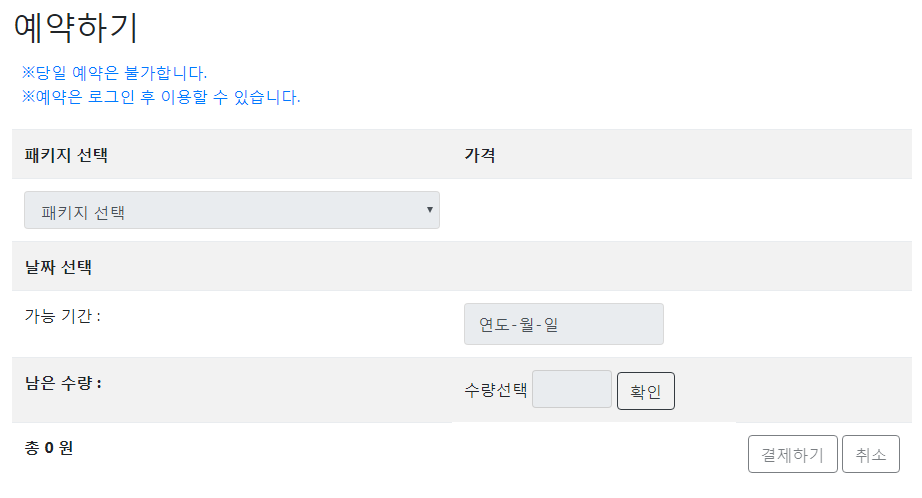 예약하기
※당일 예약은 불가합니다.
※예약은 로그인 후 이용할 수 있습니다.
패키지 선택 가격
패키지 선택
날짜 선택
가능 기간 : 연도-월-일
남은 수량 : 수량선택 확인
총 0 원 결제하기 취소